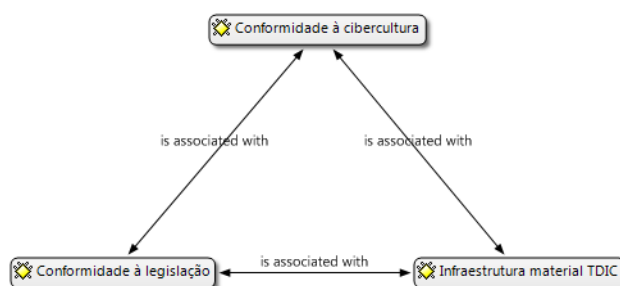 Conformidade à cibercultura
is associated with
is associated with
is associated with
Conformidade à legislação
Infraestrutura material TDIC